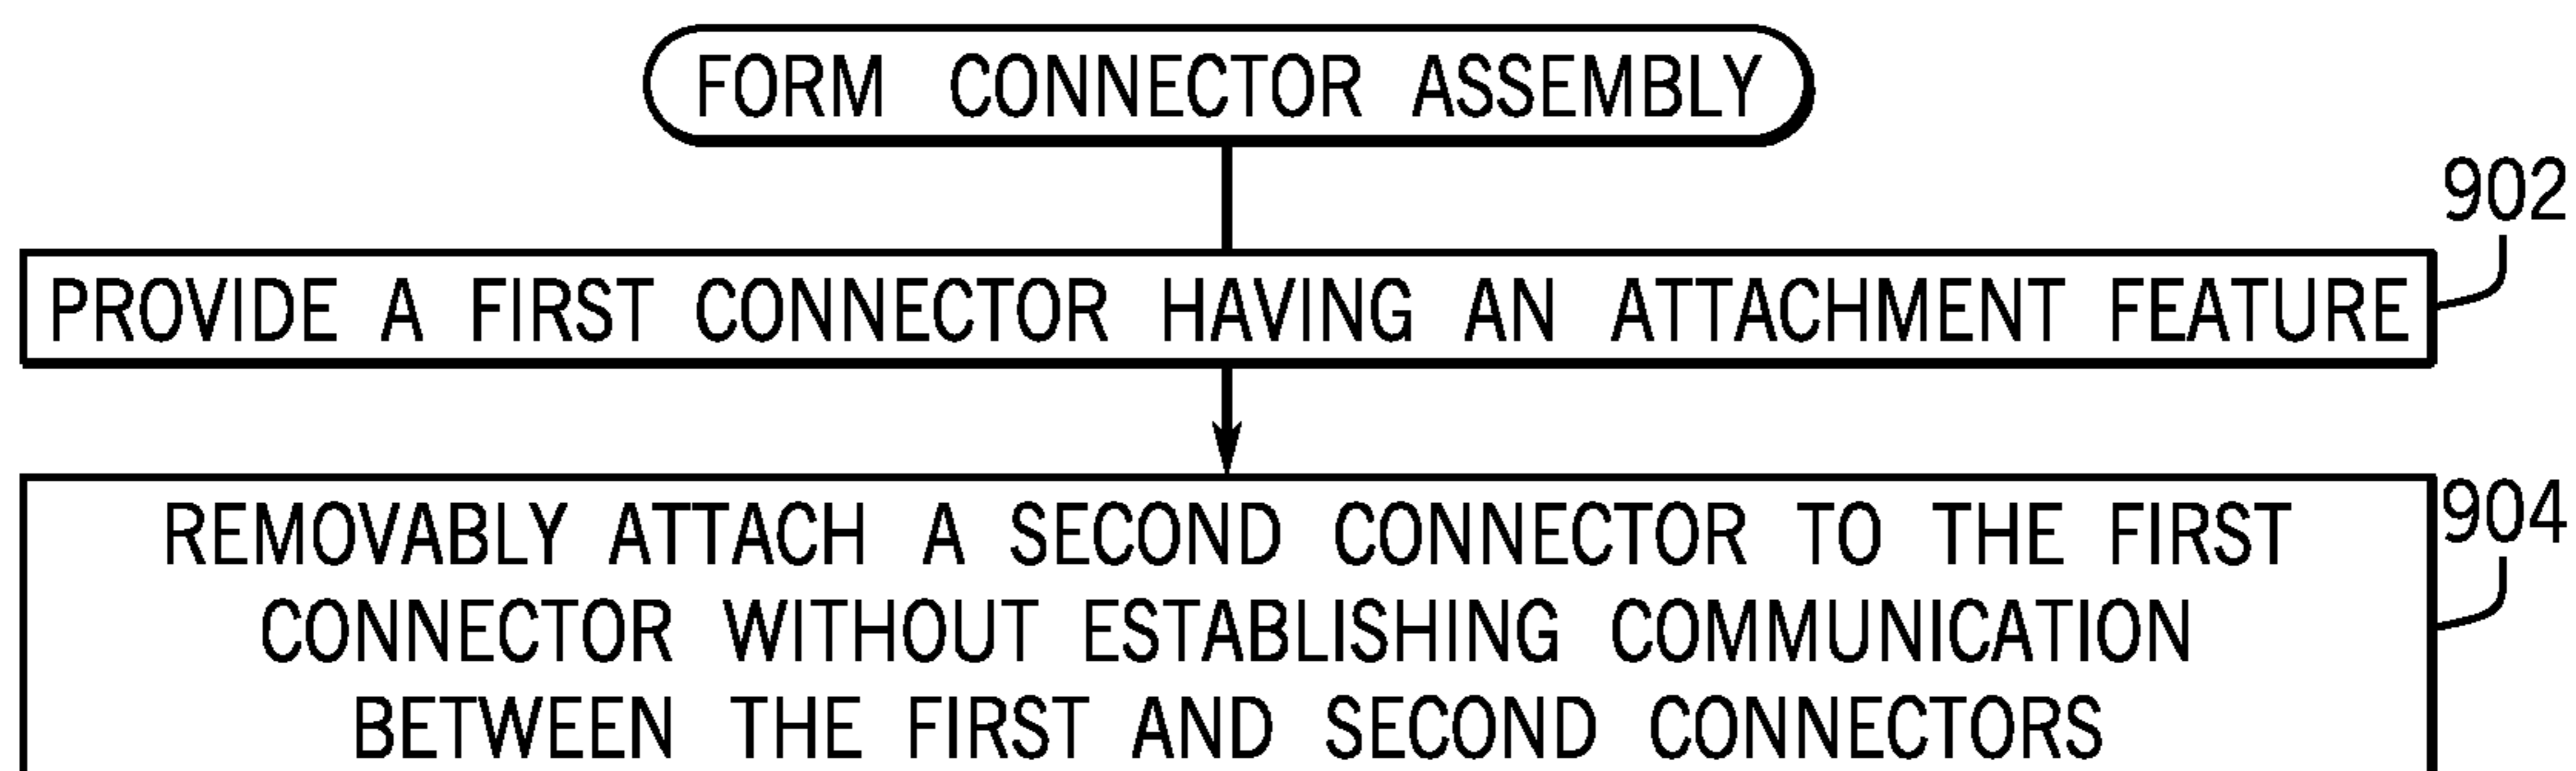 FORM CONNECTOR ASSEMBLY
902
PROVIDE A FIRST CONNECTOR HAVING AN ATTACHMENT FEATURE
904
REMOVABLY ATTACH A SECOND CONNECTOR TO THE FIRST
CONNECTOR WITHOUT ESTABLISHING COMMUNICATION
BETWEEN THE FIRST AND SECOND CONNECTORS